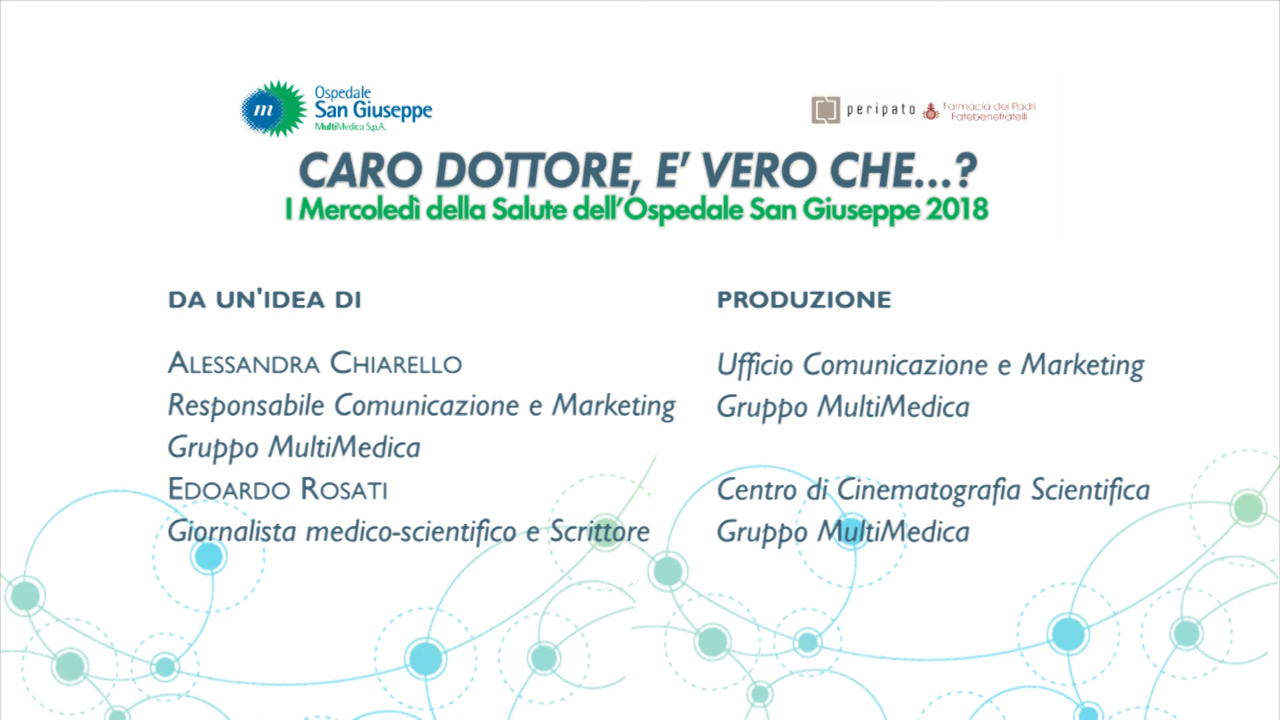 m
Ospedale
San Giuseppe
MultiMedica S.p.A.
peripato
Farmacia dei Padri
Fatebenefratelli
CARO DOTTORE, E' VERO CHE...?
I Mercoledì della Salute dell'Ospedale San Giuseppe 2018
DA UN'IDEA DI
ALESSANDRA CHIARELLO
Responsabile Comunicazione e Marketing
Gruppo MultiMedica
EDOARDO ROSATI
Giornalista medico-scientifico e Scrittore
PRODUZIONE
Ufficio Comunicazione e Marketing
Gruppo MultiMedica
Centro di Cinematografia Scientifica
Gruppo MultiMedica